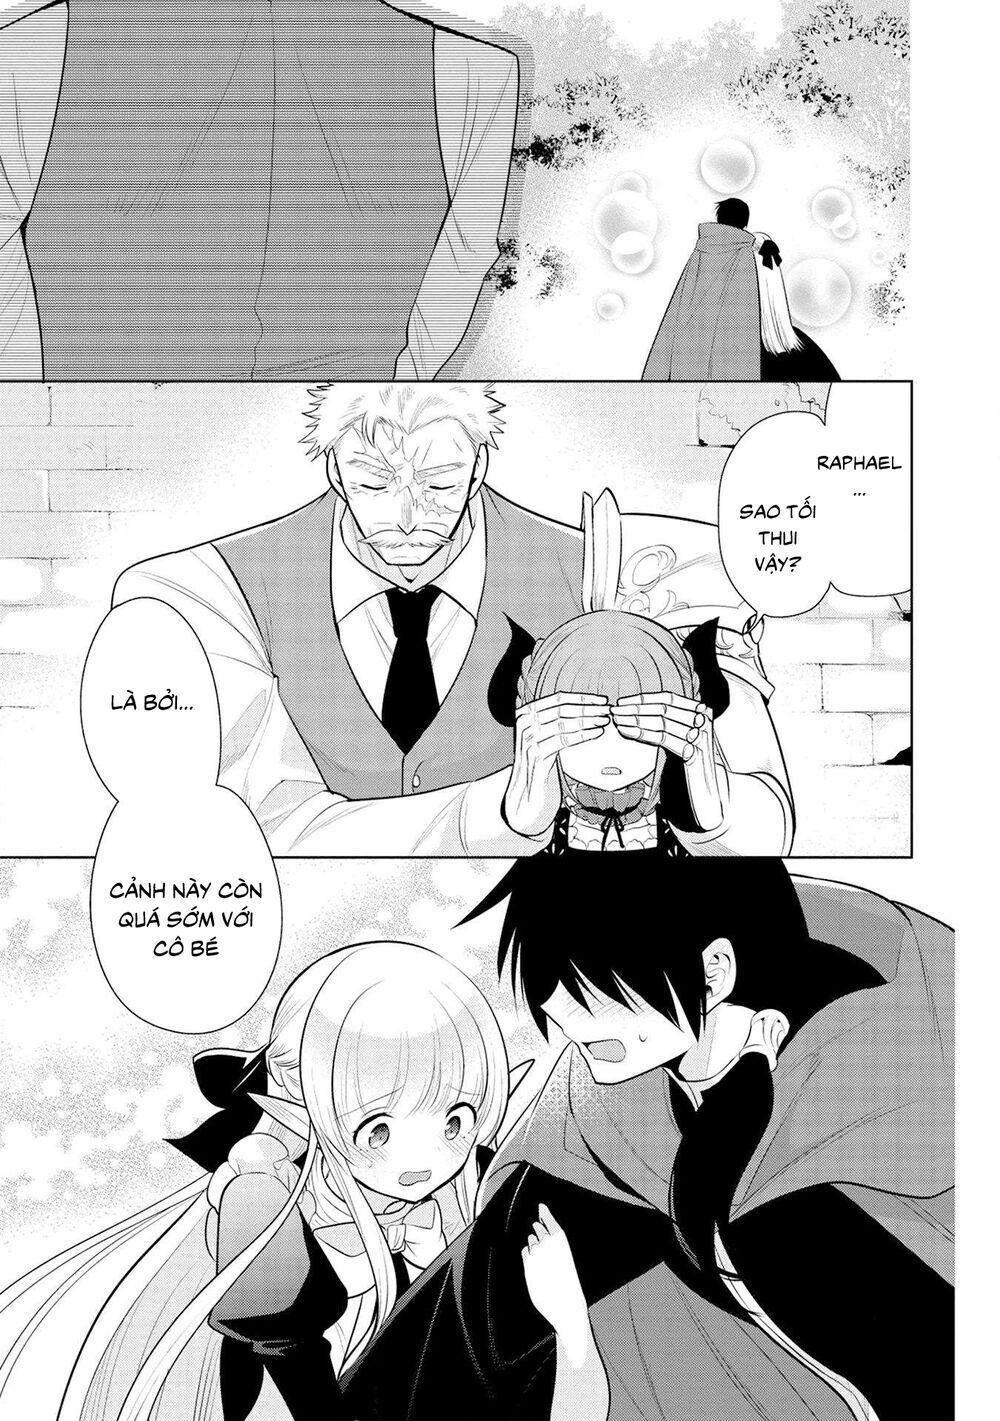 RAPHAEL
...
SAO TỐI
THUI
VẬY?
LÀ BỞI...
CẢNH NÀY CÒN
QUÁ SỚM VỚI
CÔ BÉ